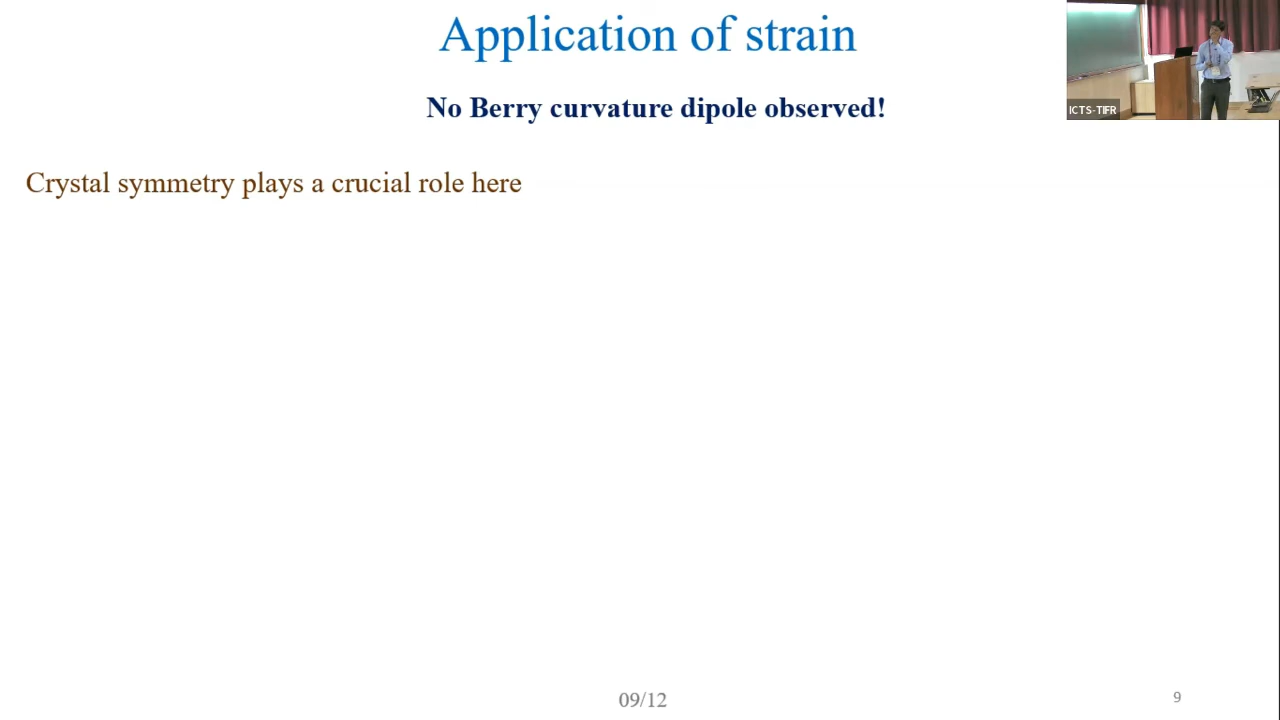 Application of strain
No Berry curvature dipole observed!
ICTS-TIFR
Crystal symmetry plays a crucial role here
09/12
9